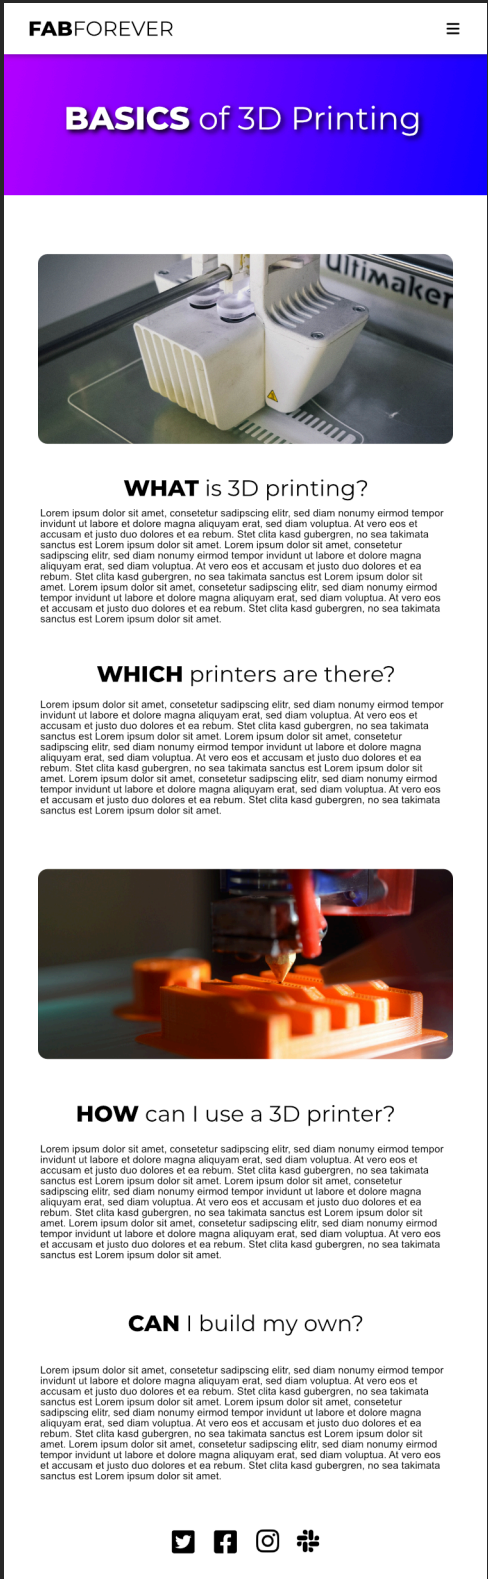 FABFOREVER
BASICS of 3D Printing
Ultimaker
WHAT is 3D printing?
Lorem ipsum dolor sit amet, consetetur sadipscing elitr, sed diam nonumy eirmod tempor
invidunt ut labore et dolore magna aliquyam erat, sed diam voluptua. At vero eos et
accusam et justo duo dolores et ea rebum. Stet clita kasd gubergren, no sea takimata
sanctus est Lorem ipsum dolor sit amet. Lorem ipsum dolor sit amet, consetetur
sadipscing elitr, sed diam nonumy eirmod tempor invidunt ut labore et dolore magna
aliquyam erat, sed diam voluptua. At vero eos et accusam et justo duo dolores et ea
rebum. Stet clita kasd gubergren, no sea takimata sanctus est Lorem ipsum dolor sit
amet. Lorem ipsum dolor sit amet, consetetur sadipscing elitr, sed diam nonumy eirmod
tempor invidunt ut labore et dolore magna aliquyam erat, sed diam voluptua. At vero eos
et accusam et justo duo dolores et ea rebum. Stet clita kasd gubergren, no sea takimata
sanctus est Lorem ipsum dolor sit amet.
WHICH printers are there?
Lorem ipsum dolor sit amet, consetetur sadipscing elitr, sed diam nonumy eirmod tempor
invidunt ut labore et dolore magna aliquyam erat, sed diam voluptua. At vero eos et
accusam et justo duo dolores et ea rebum. Stet clita kasd gubergren, no sea takimata
sanctus est Lorem ipsum dolor sit amet. Lorem ipsum dolor sit amet, consetetur
sadipscing elitr, sed diam nonumy eirmod tempor invidunt ut labore et dolore magna
aliquyam erat, sed diam voluptua. At vero eos et accusam et justo duo dolores et ea
rebum. Stet clita kasd gubergren, no sea takimata sanctus est Lorem ipsum dolor sit
amet. Lorem ipsum dolor sit amet, consetetur sadipscing elitr, sed diam nonumy eirmod
tempor invidunt ut labore et dolore magna aliquyam erat, sed diam voluptua. At vero eos
et accusam et justo duo dolores et ea rebum. Stet clita kasd gubergren, no sea takimata
sanctus est Lorem ipsum dolor sit amet.
HOW can I use a 3D printer?
Lorem ipsum dolor sit amet, consetetur sadipscing elitr, sed diam nonumy eirmod tempor
invidunt ut labore et dolore magna aliquyam erat, sed diam voluptua. At vero eos et
accusam et justo duo dolores et ea rebum. Stet clita kasd gubergren, no sea takimata
sanctus est Lorem ipsum dolor sit amet. Lorem ipsum dolor sit amet, consetetur
sadipscing elitr, sed diam nonumy eirmod tempor invidunt ut labore et dolore magna
aliquyam erat, sed diam voluptua. At vero eos et accusam et justo duo dolores et ea
rebum. Stet clita kasd gubergren, no sea takimata sanctus est Lorem ipsum dolor sit
amet. Lorem ipsum dolor sit amet, consetetur sadipscing elitr, sed diam nonumy eirmod
tempor invidunt ut labore et dolore magna aliquyam erat, sed diam voluptua. At vero eos
et accusam et justo duo dolores et ea rebum. Stet clita kasd gubergren, no sea takimata
sanctus est Lorem ipsum dolor sit amet.
CAN I build my own?
Lorem ipsum dolor sit amet, consetetur sadipscing elitr, sed diam nonumy eirmod tempor
invidunt ut labore et dolore magna aliquyam erat, sed diam voluptua. At vero eos et
accusam et justo duo dolores et ea rebum. Stet clita kasd gubergren, no sea takimata
sanctus est Lorem ipsum dolor sit amet. Lorem ipsum dolor sit amet, consetetur
sadipscing elitr, sed diam nonumy eirmod tempor invidunt ut labore et dolore magna
aliquyam erat, sed diam voluptua. At vero eos et accusam et justo duo dolores et ea
rebum. Stet clita kasd gubergren, no sea takimata sanctus est Lorem ipsum dolor sit
amet. Lorem ipsum dolor sit amet, consetetur sadipscing elitr, sed diam nonumy eirmod
tempor invidunt ut labore et dolore magna aliquyam erat, sed diam voluptua. At vero eos
et accusam et justo duo dolores et ea rebum. Stet clita kasd gubergren, no sea takimata
sanctus est Lorem ipsum dolor sit amet.